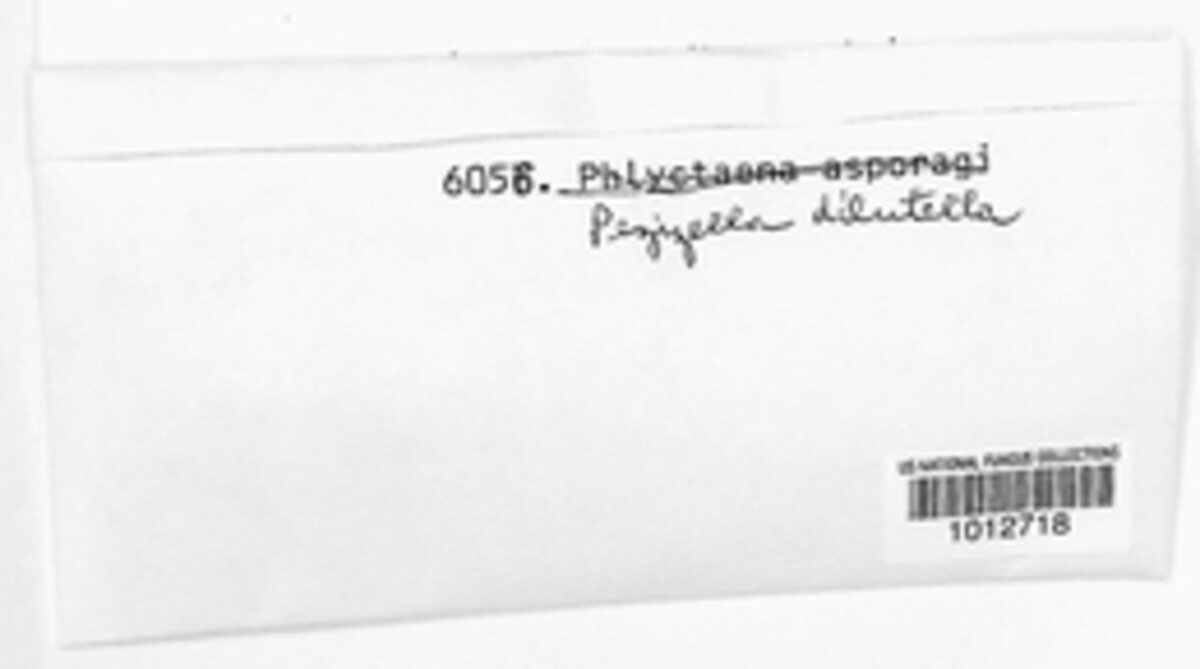 6056. Phlyctaena asparagi
Pezizella dilutella
US NATIONAL FUNGUS COLLECTIONS
1012718